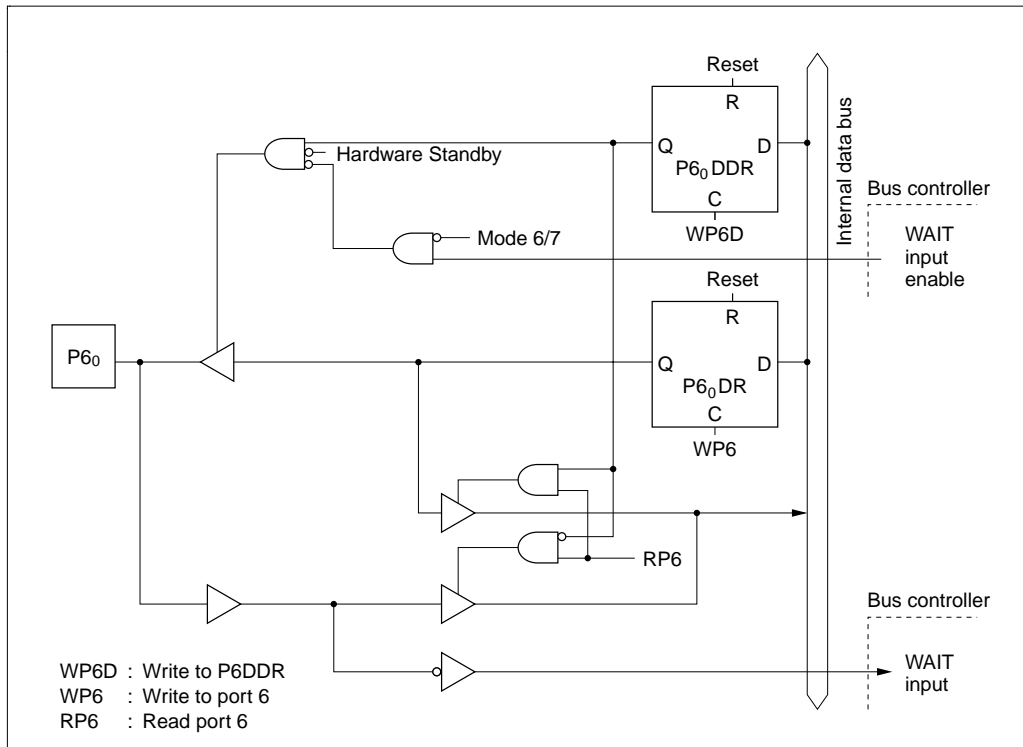 Reset
R
Hardware Standby
Q
D
P6₀DDR
Internal data bus
C
Bus controller
WP6D
Mode 6/7
WAIT
input
enable
Reset
R
P6₀
Q
D
P6₀DR
C
WP6
RP6
Bus controller
WAIT
input
WP6D : Write to P6DDR
WP6 : Write to port 6
RP6 : Read port 6